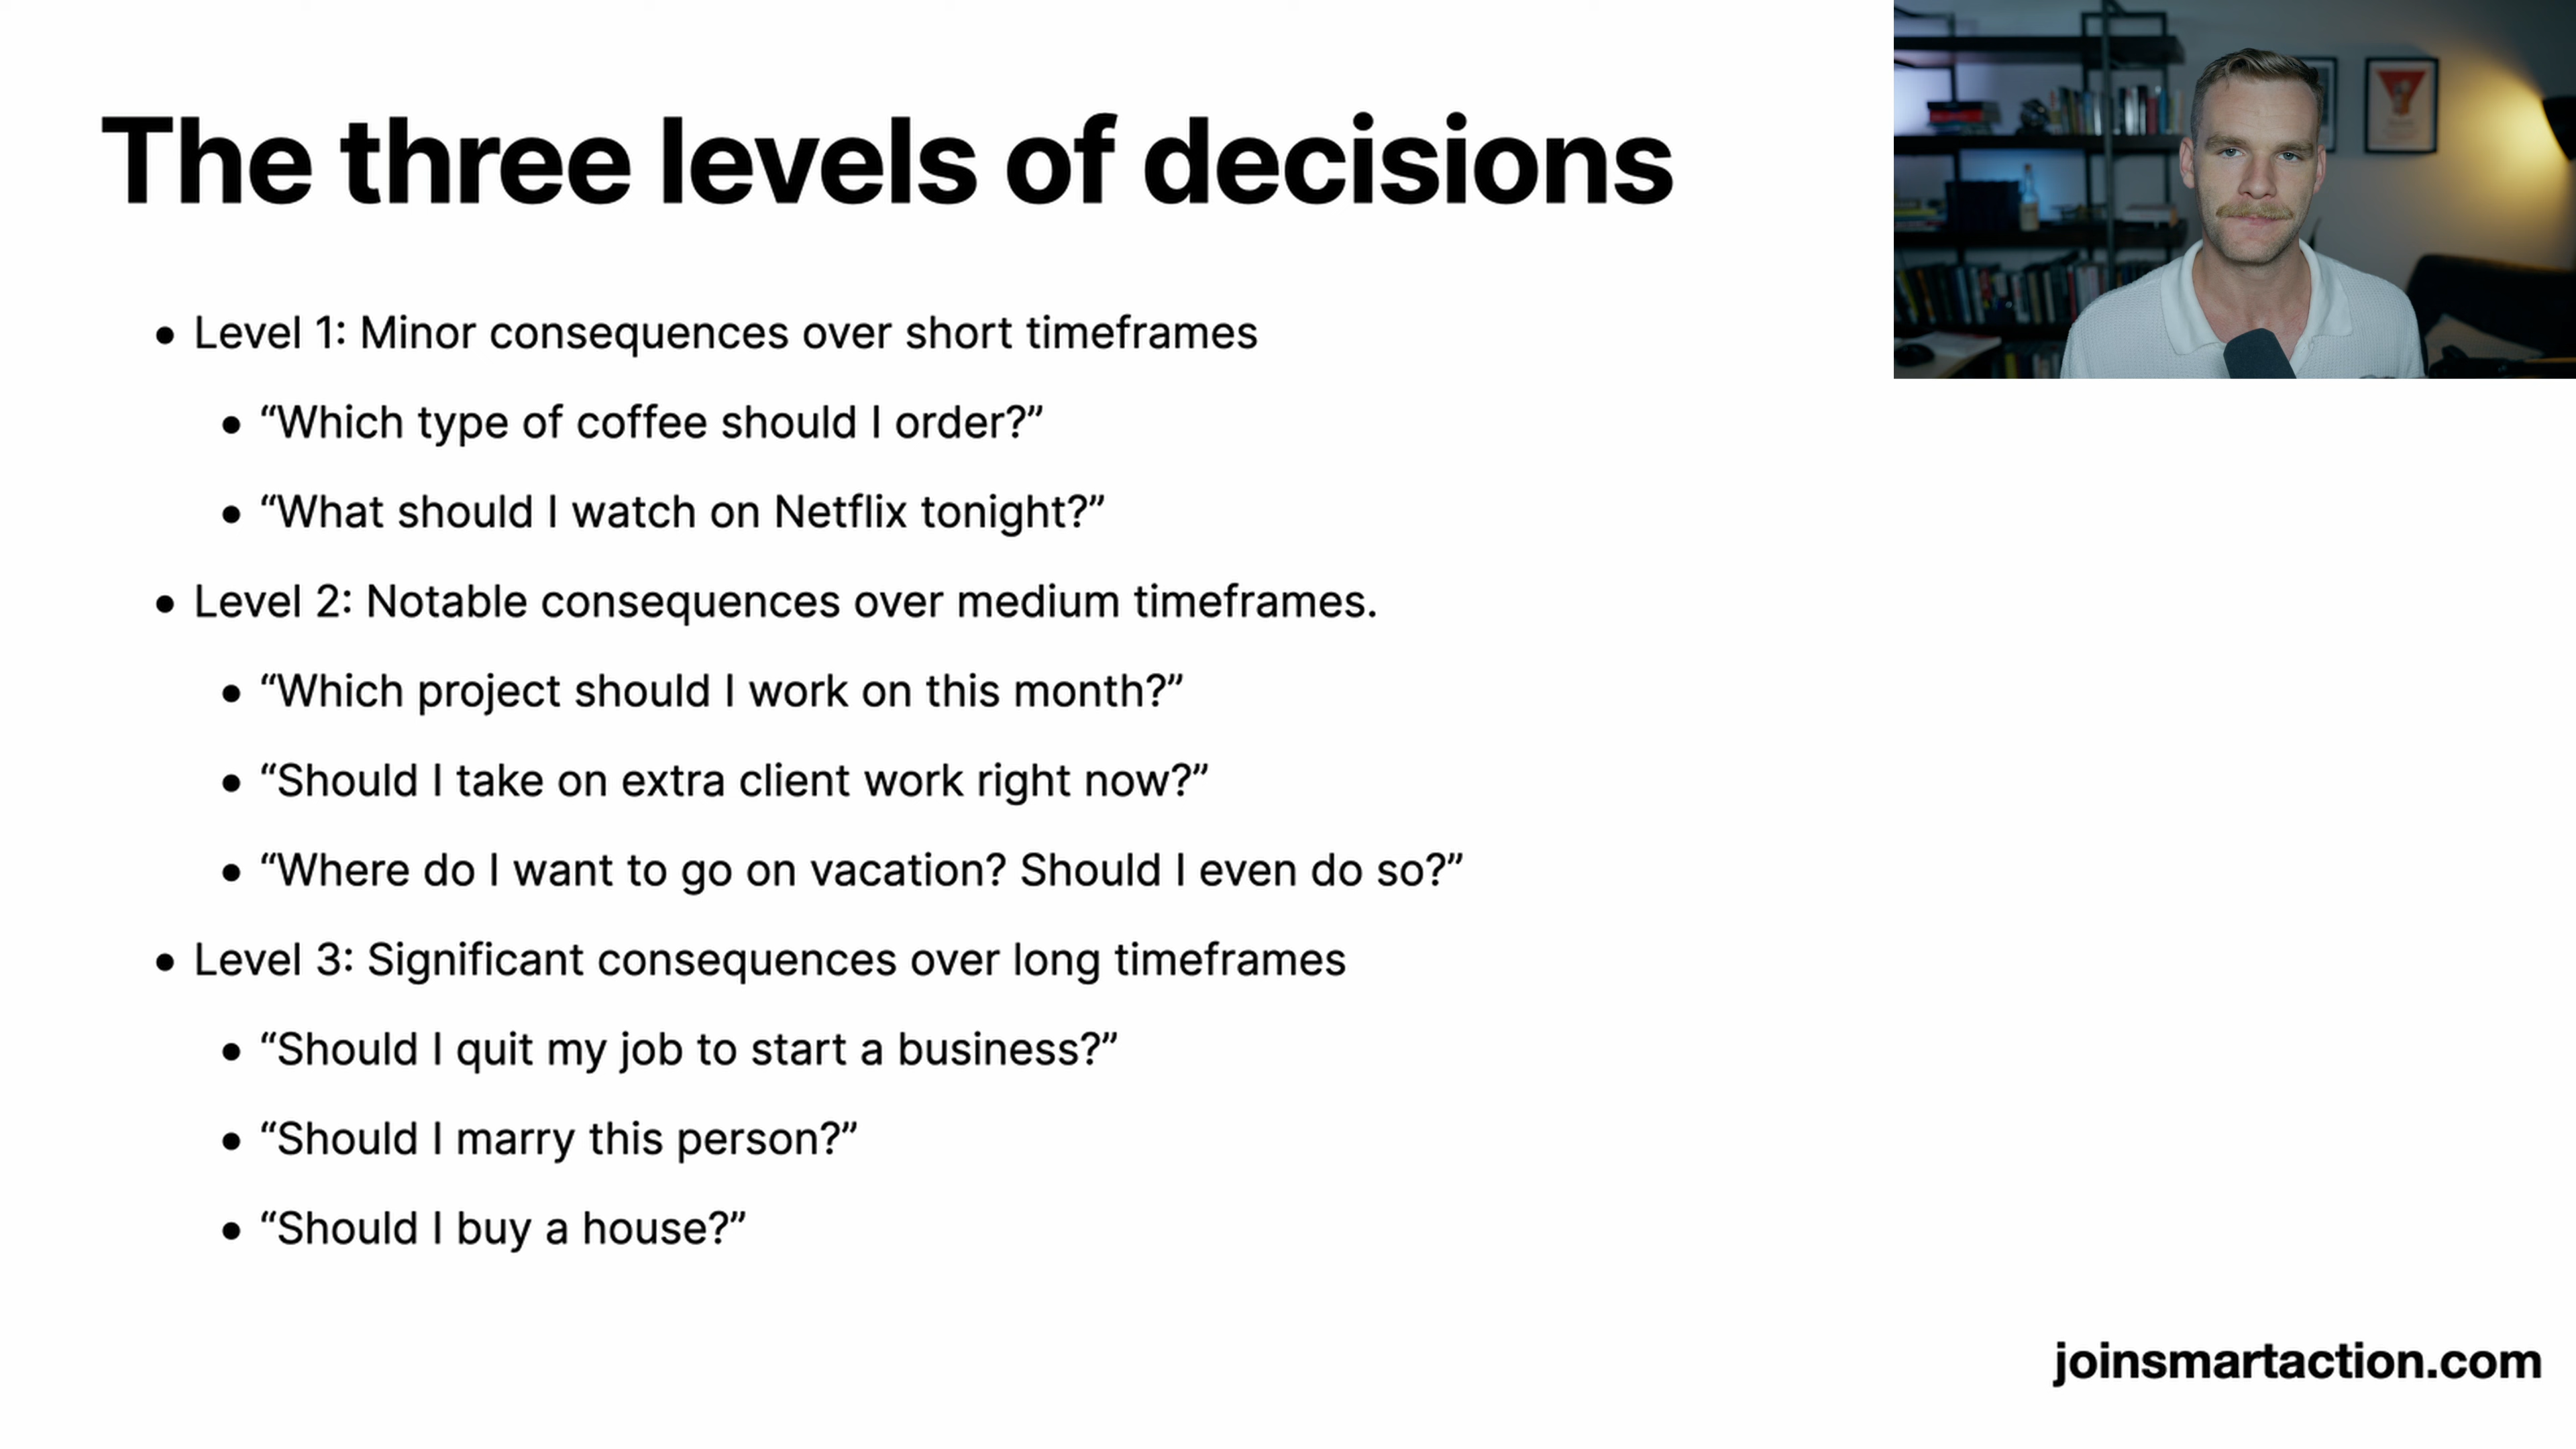 The three levels of decisions
• Level 1: Minor consequences over short timeframes
• “Which type of coffee should I order?”
• “What should I watch on Netflix tonight?”
• Level 2: Notable consequences over medium timeframes.
• “Which project should I work on this month?”
• “Should I take on extra client work right now?”
• “Where do I want to go on vacation? Should I even do so?”
• Level 3: Significant consequences over long timeframes
• “Should I quit my job to start a business?”
• “Should I marry this person?”
• “Should I buy a house?”
joinsmartaction.com